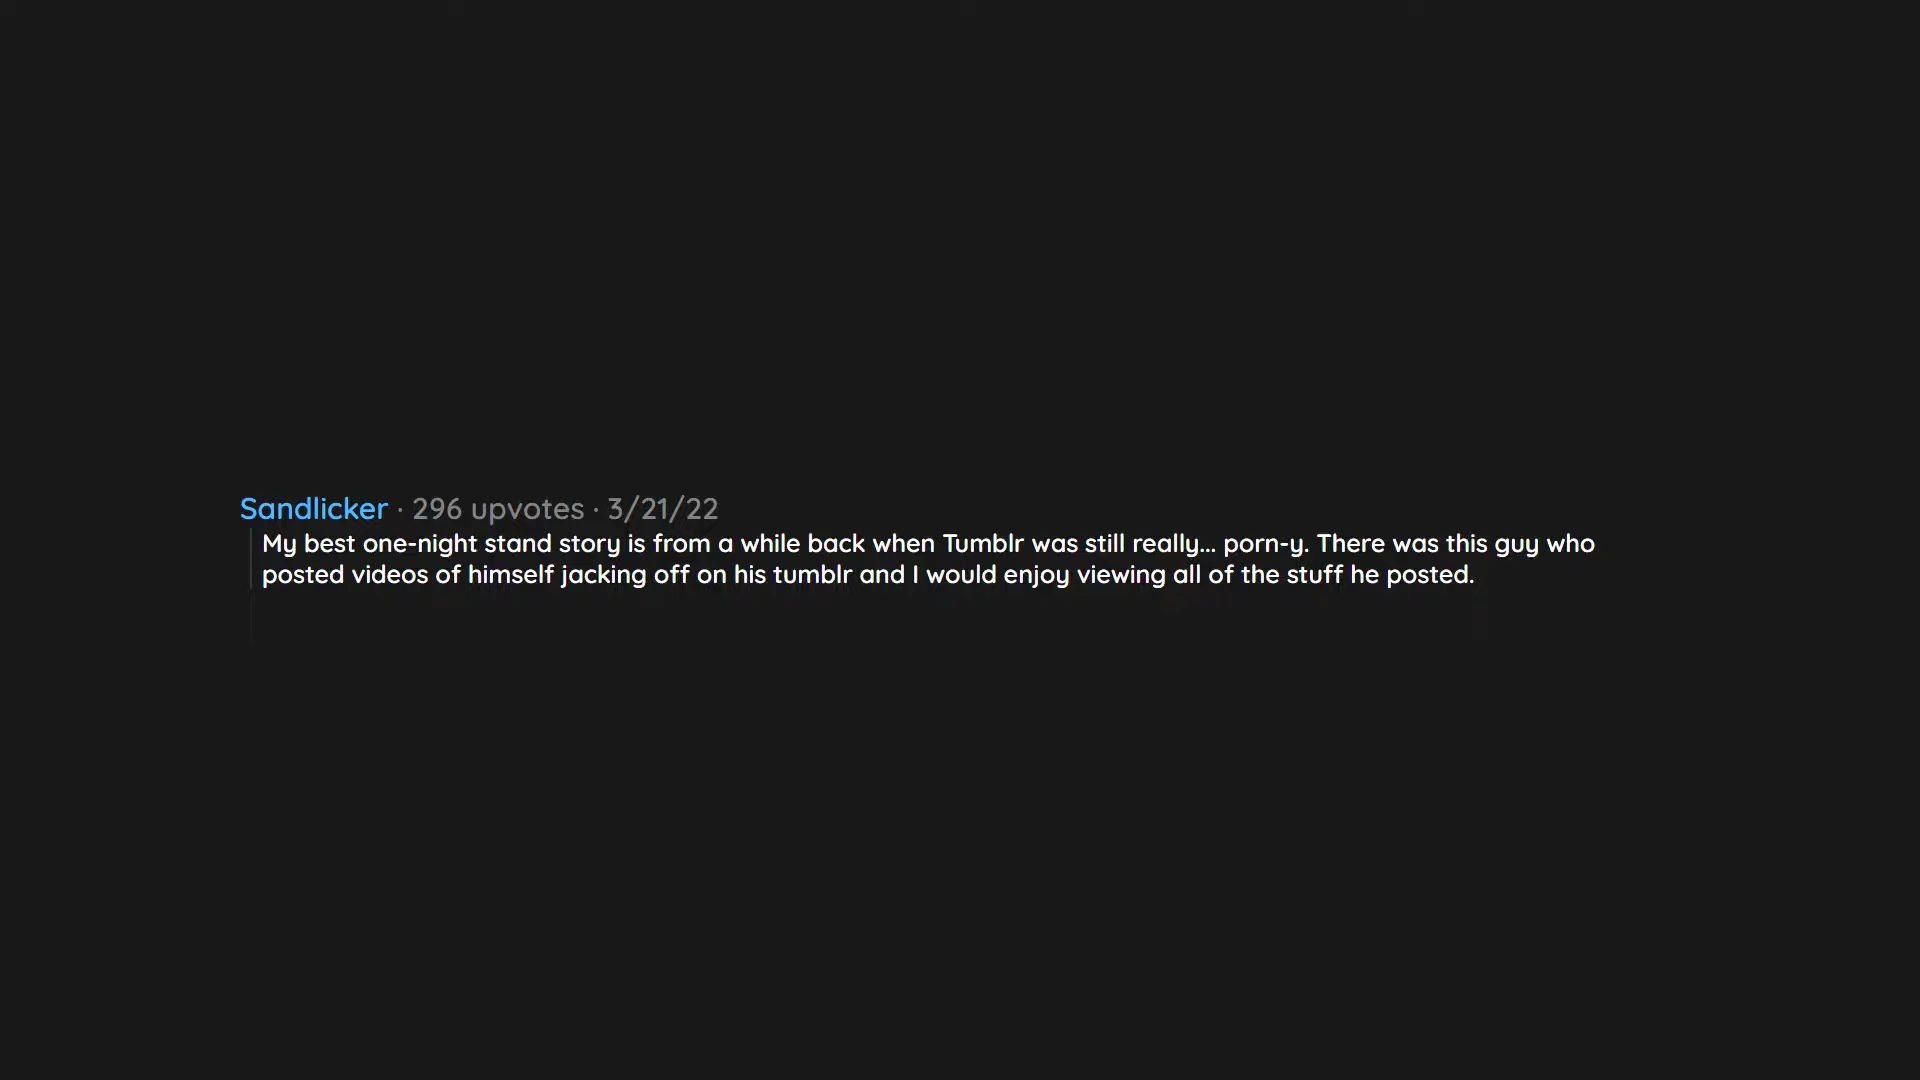 Sandlicker · 296 upvotes · 3/21/22
My best one-night stand story is from a while back when Tumblr was still really... porn-y. There was this guy who
posted videos of himself jacking off on his tumblr and I would enjoy viewing all of the stuff he posted.